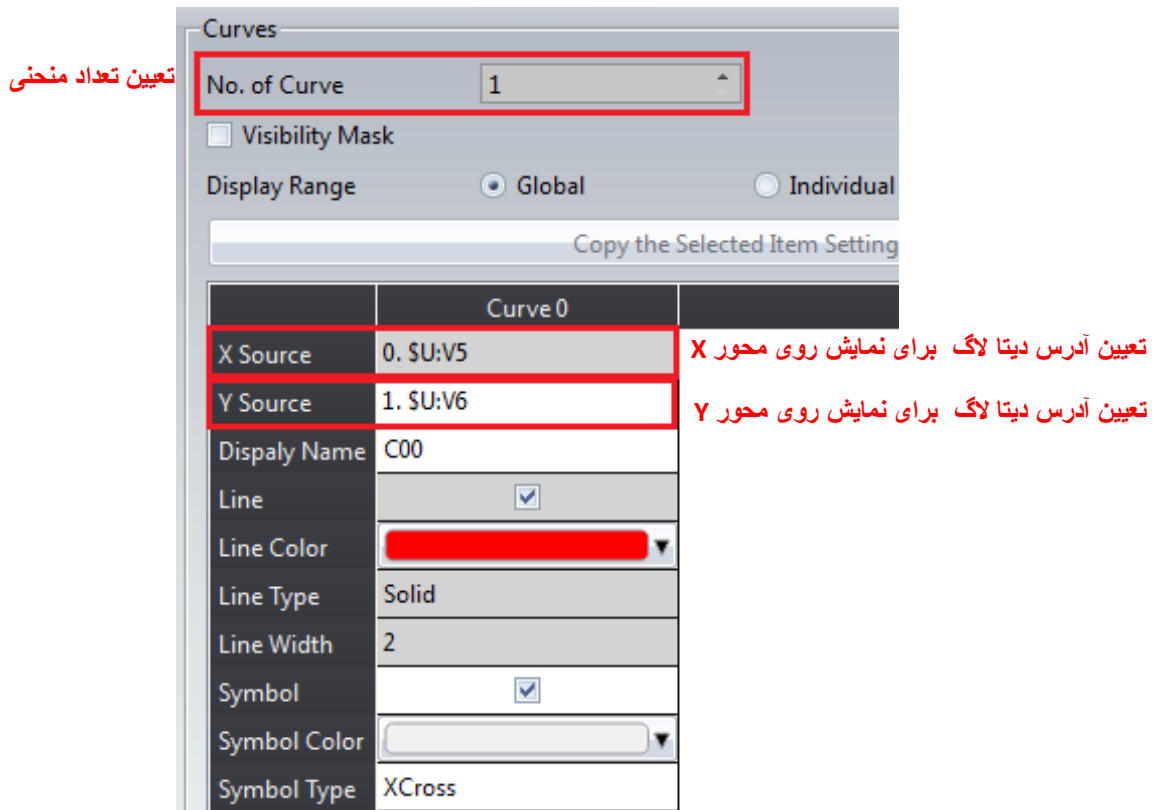 Curves
تعیین تعداد منحنی
No. of Curve 1
Visibility Mask
Display Range Global Individual
Copy the Selected Item Setting
Curve 0
X Source 0. $U:V5 تعیین آدرس دیتا لاگ برای نمایش روی محور X
Y Source 1. $U:V6 تعیین آدرس دیتا لاگ برای نمایش روی محور Y
Dispaly Name C00
Line
Line Color
Line Type Solid
Line Width 2
Symbol
Symbol Color
Symbol Type XCross